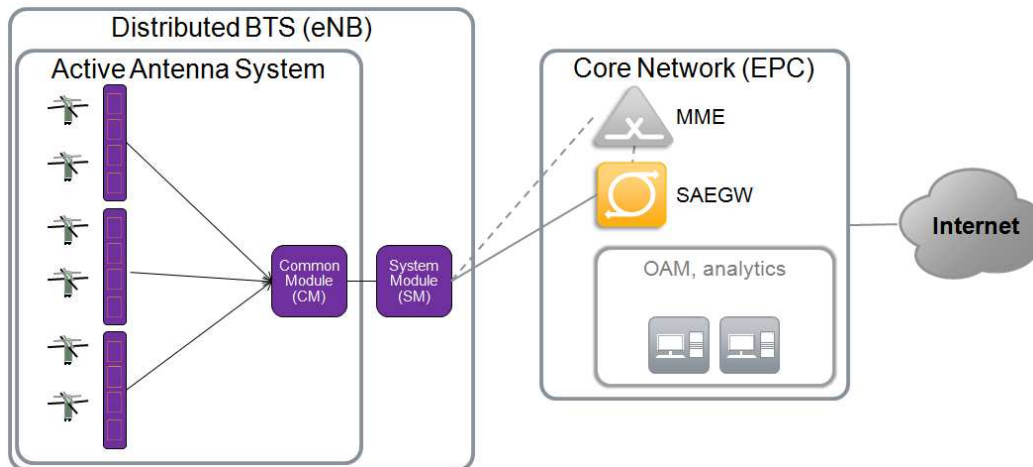 Distributed BTS (eNB)
Active Antenna System
Common
Module
(CM)
System
Module
(SM)
Core Network (EPC)
MME
SAEGW
OAM, analytics
Internet